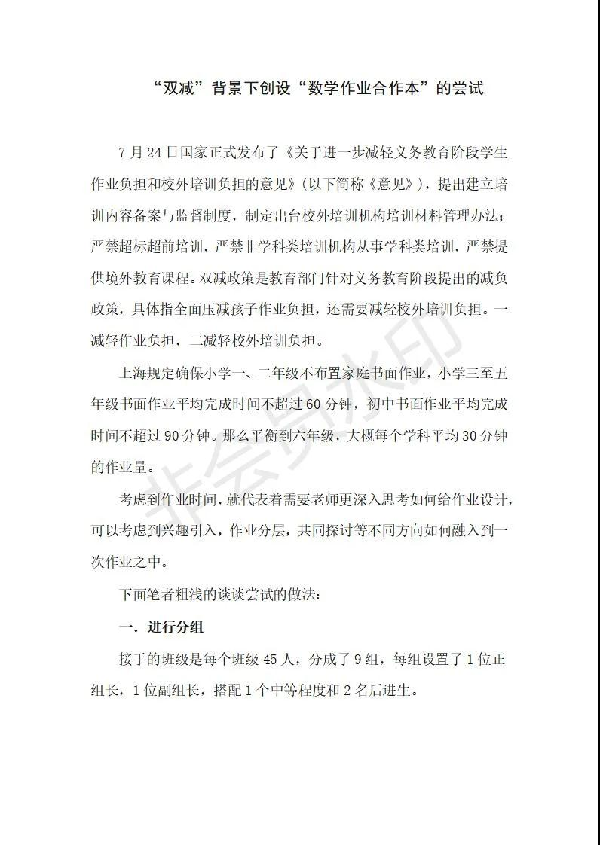 “双减”背景下创设“数学作业合作本”的尝试
7 月 24 日国家正式发布了《关于进一步减轻义务教育阶段学生
作业负担和校外培训负担的意见》(以下简称《意见》)，提出建立培
训内容备案与监督制度，制定出台校外培训机构培训材料管理办法；
严禁超标超前培训，严禁非学科类培训机构从事学科类培训，严禁提
供境外教育课程。双减政策是教育部门针对义务教育阶段提出的减负
政策，具体指全面压减孩子作业负担，还需要减轻校外培训负担。一
减轻作业负担，二减轻校外培训负担。
上海规定确保小学一、二年级不布置家庭书面作业，小学三至五
年级书面作业平均完成时间不超过 60 分钟，初中书面作业平均完成
时间不超过 90 分钟。那么平衡到六年级，大概每个学科平均 30 分钟
的作业量。
考虑到作业时间，就代表着需要老师更深入思考如何给作业设计，
可以考虑到兴趣引入，作业分层，共同探讨等不同方向如何融入到一
次作业之中。
下面笔者粗浅的谈谈尝试的做法：
一．进行分组
接手的班级是每个班级 45 人，分成了 9 组，每组设置了 1 位正
组长，1 位副组长，搭配 1 个中等程度和 2 名后进生。
非会员水印